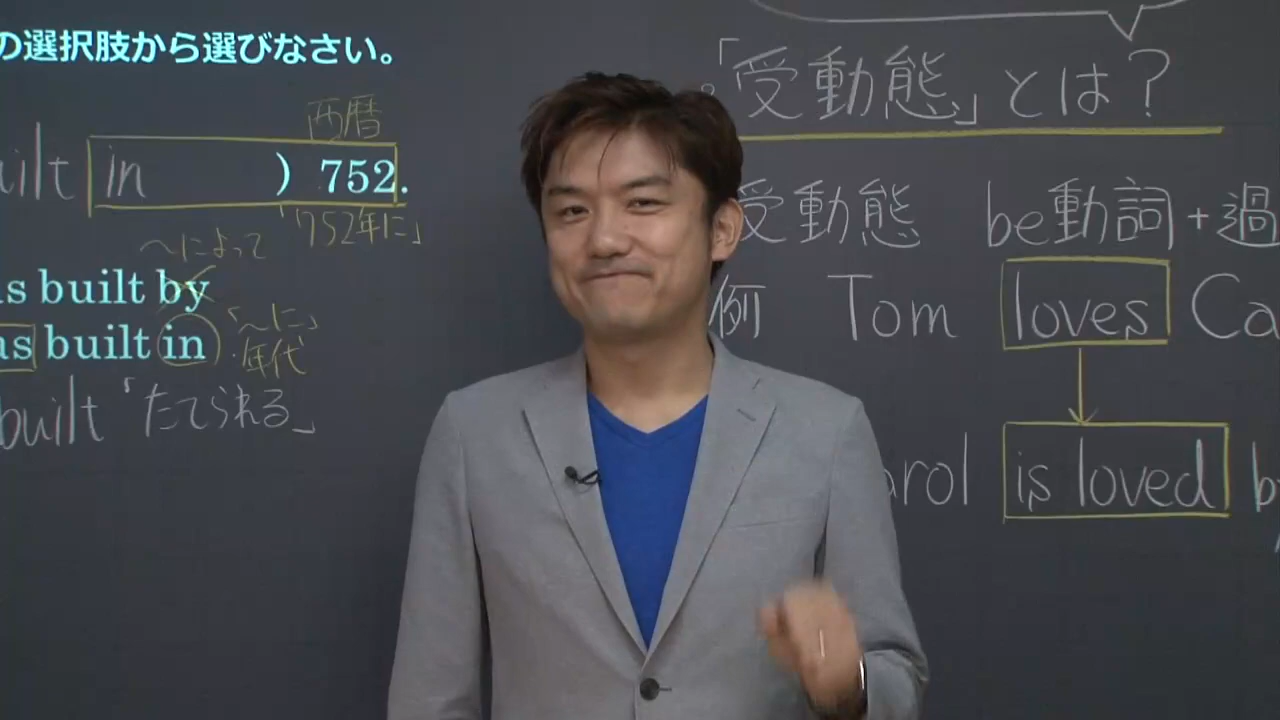 の選択肢から選びなさい。
西暦
uilt in ) 752.
「752年に」
～によって
as built by
as built in 「～に」
年代
built 「たてられる」
「受動態」とは?
受動態 be動詞+過
例 Tom loves Ca
arol is loved b